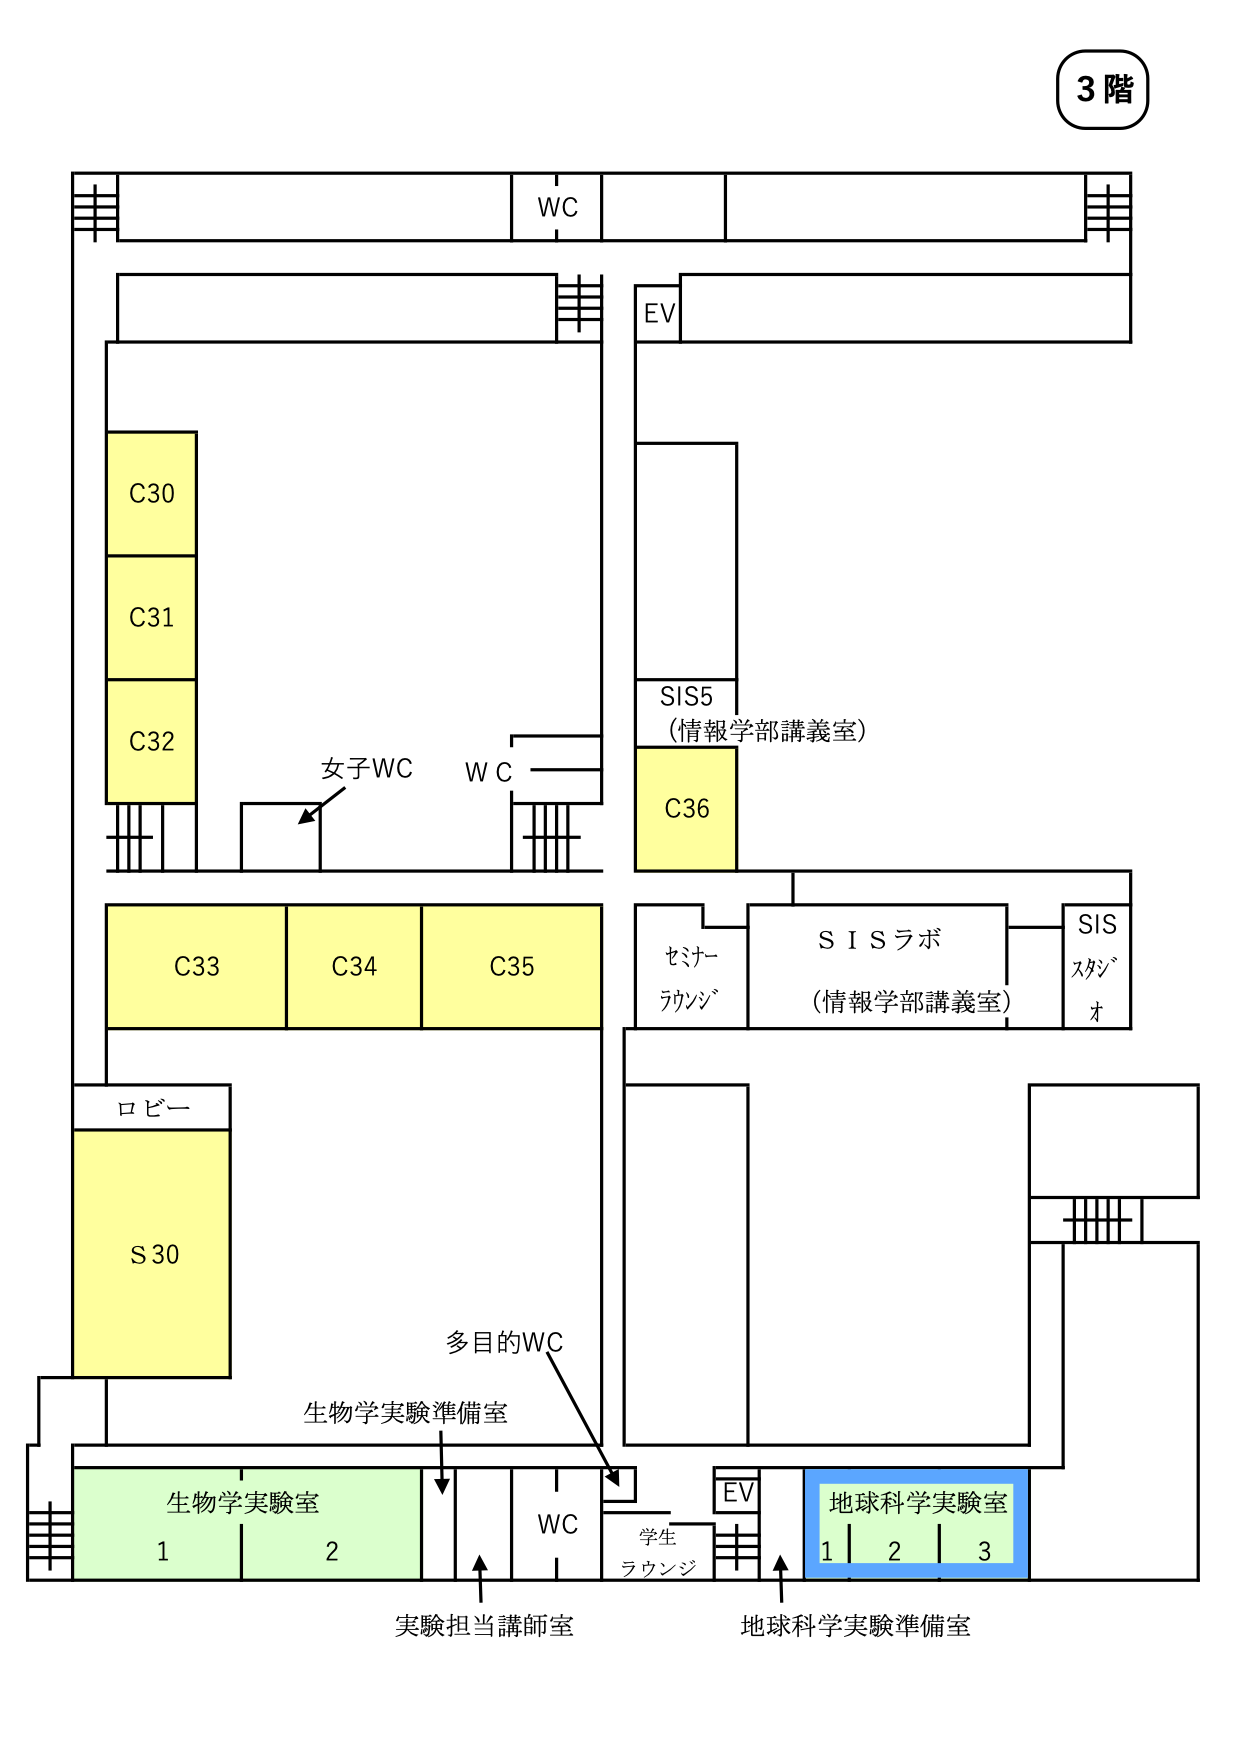 3 階
WC
EV
C30
C31
SIS5
(情報学部講義室)
C32
女子WC
W C
C36
C33
C34
C35
セミナー
ラウンジ
ＳＩＳラボ
(情報学部講義室)
SIS
スタジ
オ
ロビー
Ｓ30
多目的WC
生物学実験準備室
生物学実験室
1
2
WC
学生
ラウンジ
EV
地球科学実験室
1
2
3
実験担当講師室
地球科学実験準備室